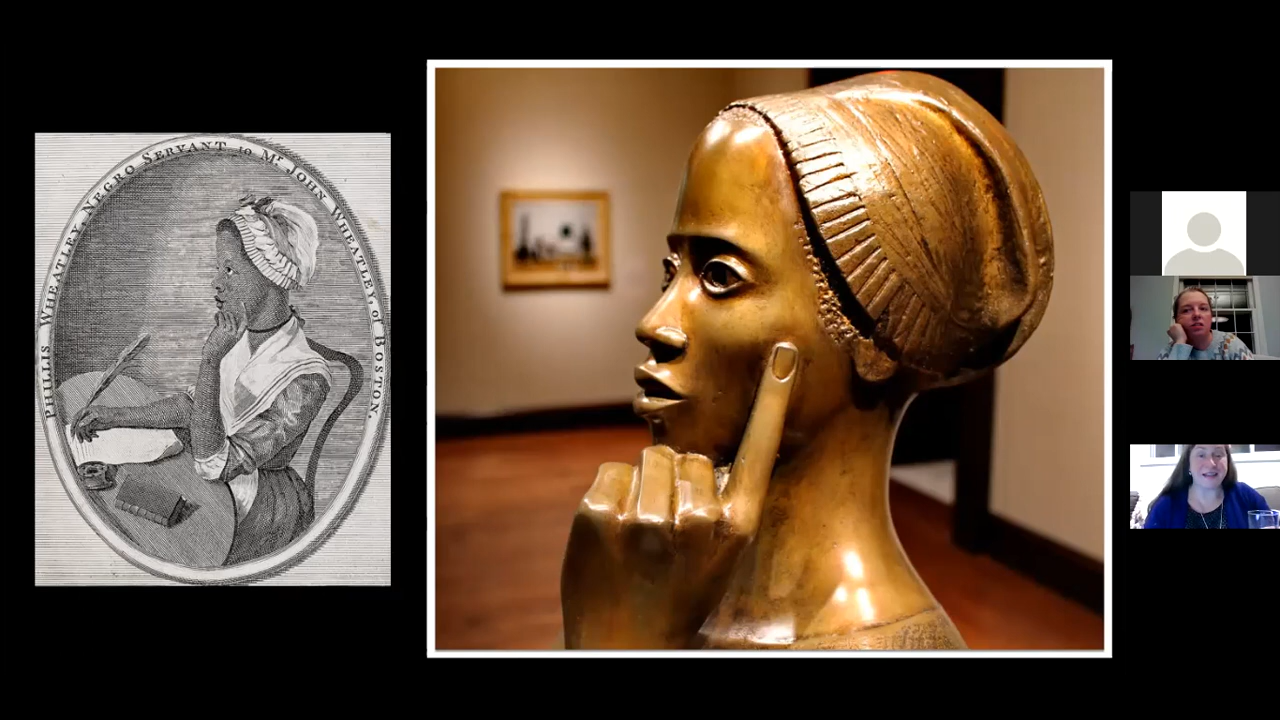 PHILLIS WHEATLEY, NEGRO SERVANT to Mr. JOHN WHEATLEY, of BOSTON.